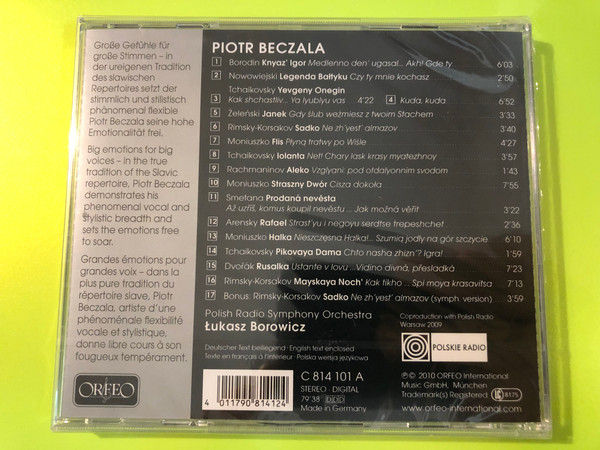 Große Gefühle für
große Stimmen – in
der ureigenen Tradition
des slawischen
Repertoires setzt der
stimmlich und stilistisch
phänomenal flexible
Piotr Beczala seine hohe
Emotionalität frei.
Big emotions for big
voices – in the true
tradition of the Slavic
repertoire, Piotr Beczala
demonstrates his
phenomenal vocal and
stylistic breadth and
sets the emotions free
to soar.
Grandes émotions pour
grandes voix – dans la
plus pure tradition du
répertoire slave, Piotr
Beczala, artiste d'une
phénoménale flexibilité
vocale et stylistique,
donne libre cours à son
fougueux tempérament.
ORFEO
PIOTR BECZALA
1 Borodin Knyaz' Igor Medlenno den' ugasal... Akh! Gde ty 6'03
2 Nowowiejski Legenda Bałtyku Czy ty mnie kochasz 2'50
Tchaikovsky Yevgeny Onegin
3 Kak shchastliv... Ya lyublyu vas 4'22 4 Kuda, kuda 6'52
5 Żeleński Janek Gdy ślub weźmiesz z twoim Stachem 3'33
6 Rimsky-Korsakov Sadko Ne zh'yest' almazov 3'40
7 Moniuszko Flis Płyną tratwy po Wiśle 4'27
8 Tchaikovsky Iolanta Net! Chary lask krasy myatezhnoy 3'57
9 Rachmaninov Aleko Vzglyani: pod otdalyonnim svodom 1'43
10 Moniuszko Straszny Dwór Cisza dokoła 7'55
11 Smetana Prodaná nevěsta
Až uzříš, komus koupil nevěstu... Jak možná věřit 3'22
12 Arensky Rafael Strast'yu i negoyu serdtse trepeshchet 2'36
13 Moniuszko Halka Nieszczęsna Halka!.. Szumią jodły na gór szczycie 6'10
14 Tchaikovsky Pikovaya Dama Chto nasha zhizn'? Igra! 1'59
15 Dvořák Rusalka Ustante v lovu ...Vidino divná, přesladká 7'23
16 Rimsky-Korsakov Mayskaya Noch' Kak tikho ... Spi moya krasavitsa 7'13
17 Bonus: Rimsky-Korsakov Sadko Ne zh'yest' almazov (symph. version) 3'59
Polish Radio Symphony Orchestra
Łukasz Borowicz
Coproduction with Polish Radio
Warsaw 2009
Deutscher Text beiliegend · English text enclosed
Texte en français à l'intérieur · Polska wersja językowa
POLSKIE RADIO
4 011790 814124
C 814 101 A
STEREO · DIGITAL
79'38 DDD
Made in Germany
℗ © 2010 ORFEO International
Music GmbH, München
Trademark(s) Registered LC 8175
www.orfeo-international.com